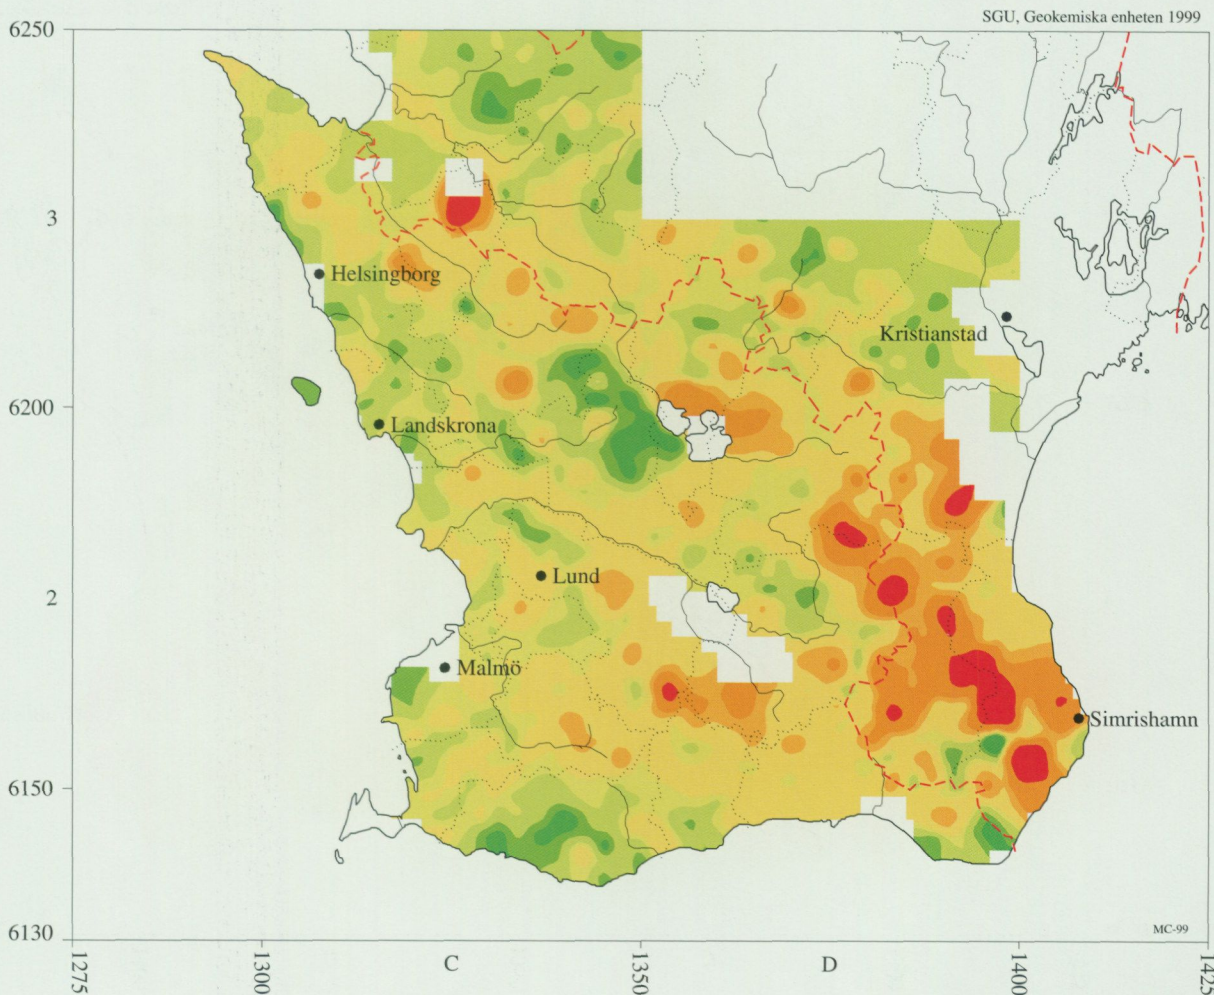 SGU, Geokemiska enheten 1999
6250
3
Helsingborg
Kristianstad
6200
Landskrona
Lund
2
Malmö
Simrishamn
6150
6130
MC-99
1275
1300
C
1350
D
1400
1425